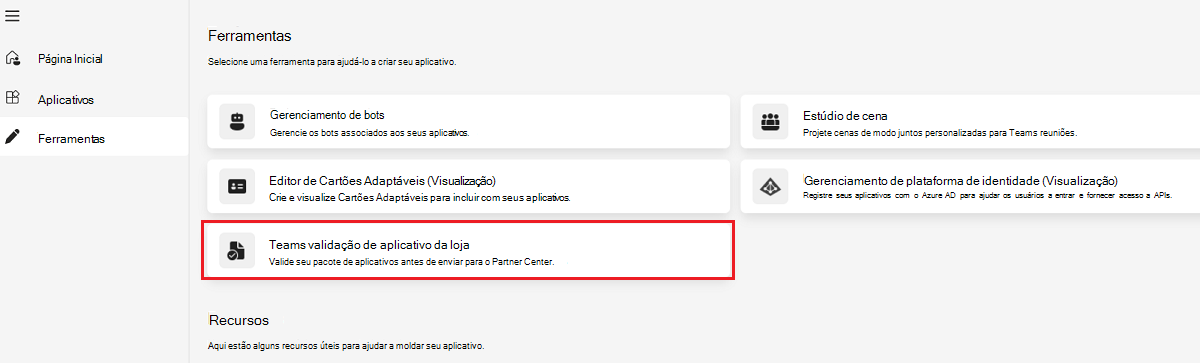 Página Inicial
Aplicativos
Ferramentas
Ferramentas
Selecione uma ferramenta para ajudá-lo a criar seu aplicativo.
Gerenciamento de bots
Gerencie os bots associados aos seus aplicativos.
Estúdio de cena
Projete cenas de modo juntos personalizadas para Teams reuniões.
Editor de Cartões Adaptáveis (Visualização)
Crie e visualize Cartões Adaptáveis para incluir com seus aplicativos.
Gerenciamento de plataforma de identidade (Visualização)
Registre seus aplicativos com o Azure AD para ajudar os usuários a entrar e fornecer acesso a APIs.
Teams validação de aplicativo da loja
Valide seu pacote de aplicativos antes de enviar para o Partner Center.
Recursos
Aqui estão alguns recursos úteis para ajudar a moldar seu aplicativo.